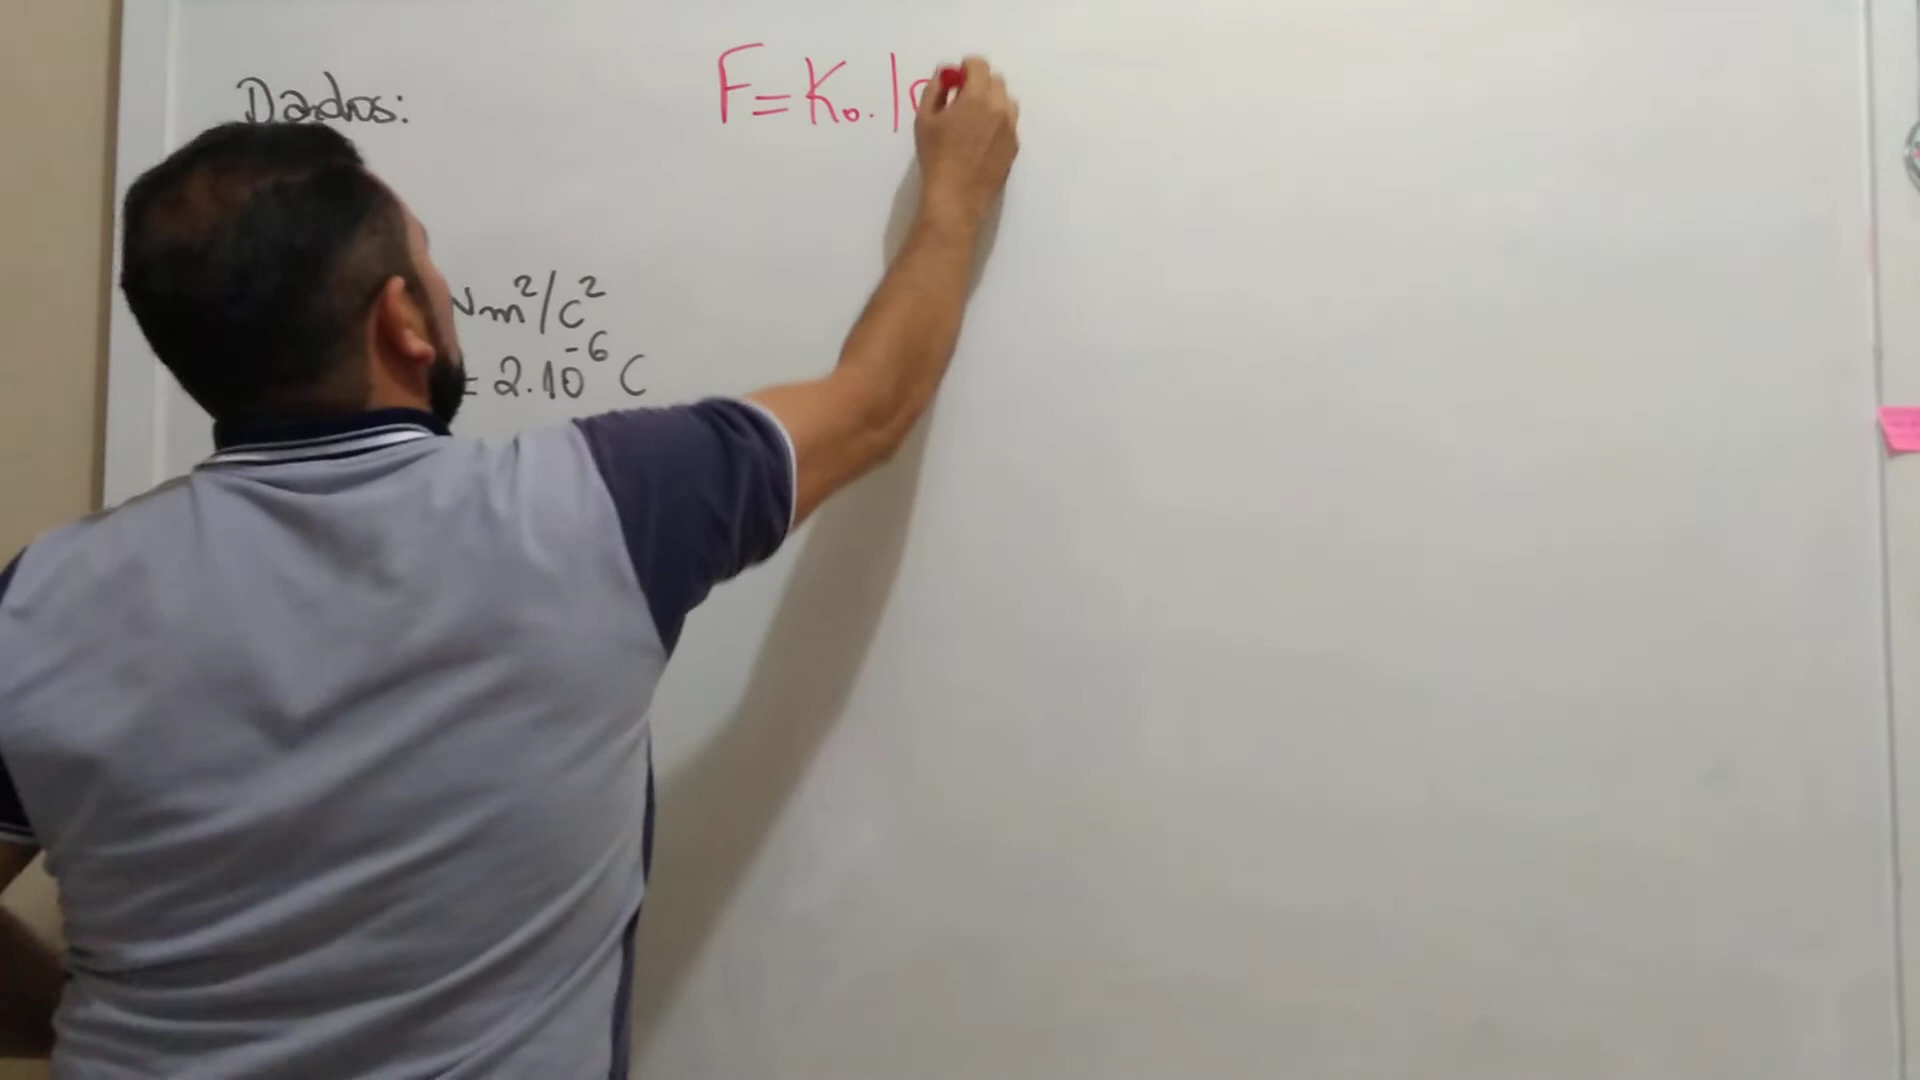 Dados:
F = K₀. |
Nm²/C²
= 2.10⁻⁶ C